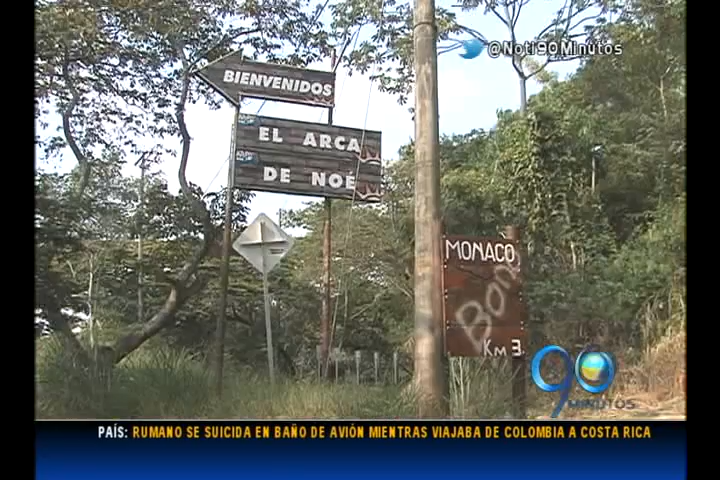 @Noti90Minutos
BIENVENIDOS
EL ARCA
DE NOÉ
MONACO
Km 3
90
MINUTOS
PAÍS: RUMANO SE SUICIDA EN BAÑO DE AVIÓN MIENTRAS VIAJABA DE COLOMBIA A COSTA RICA